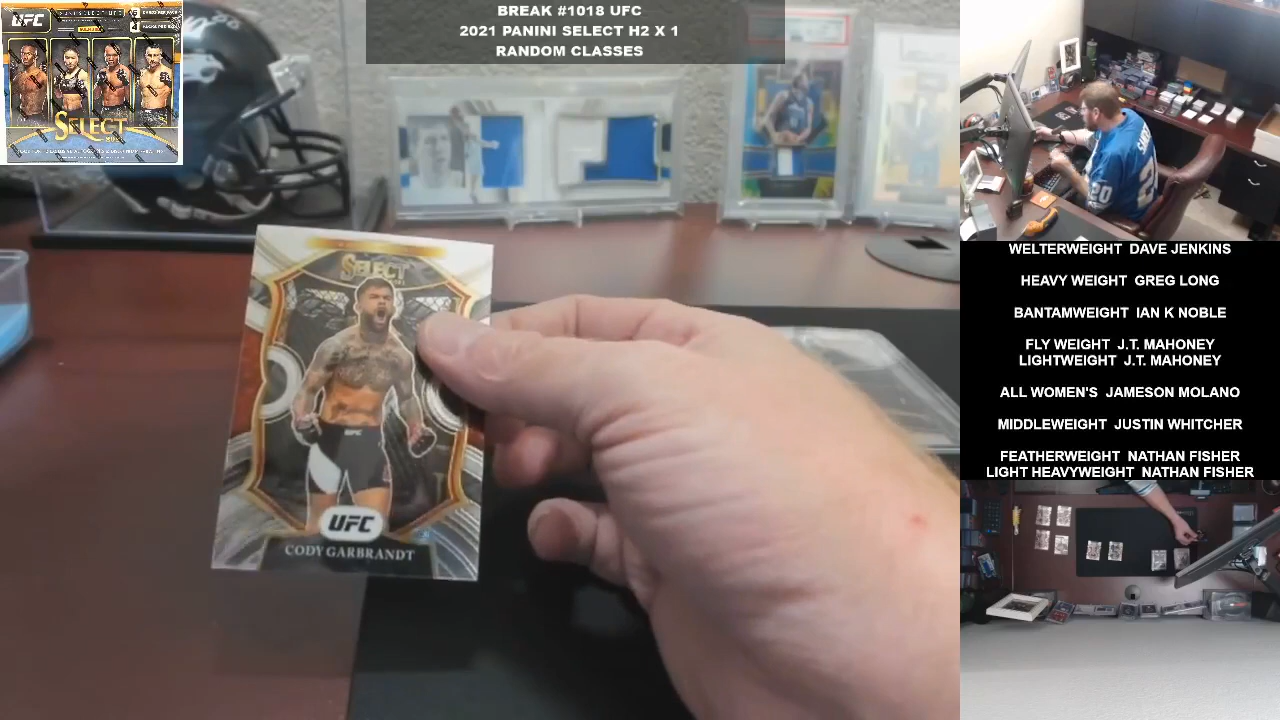 BREAK #1018 UFC
2021 PANINI SELECT H2 X 1
RANDOM CLASSES
UFC
SELECT
SELECT
UFC
CODY GARBRANDT
20
WELTERWEIGHT DAVE JENKINS
HEAVY WEIGHT GREG LONG
BANTAMWEIGHT IAN K NOBLE
FLY WEIGHT J.T. MAHONEY
LIGHTWEIGHT J.T. MAHONEY
ALL WOMEN'S JAMESON MOLANO
MIDDLEWEIGHT JUSTIN WHITCHER
FEATHERWEIGHT NATHAN FISHER
LIGHT HEAVYWEIGHT NATHAN FISHER